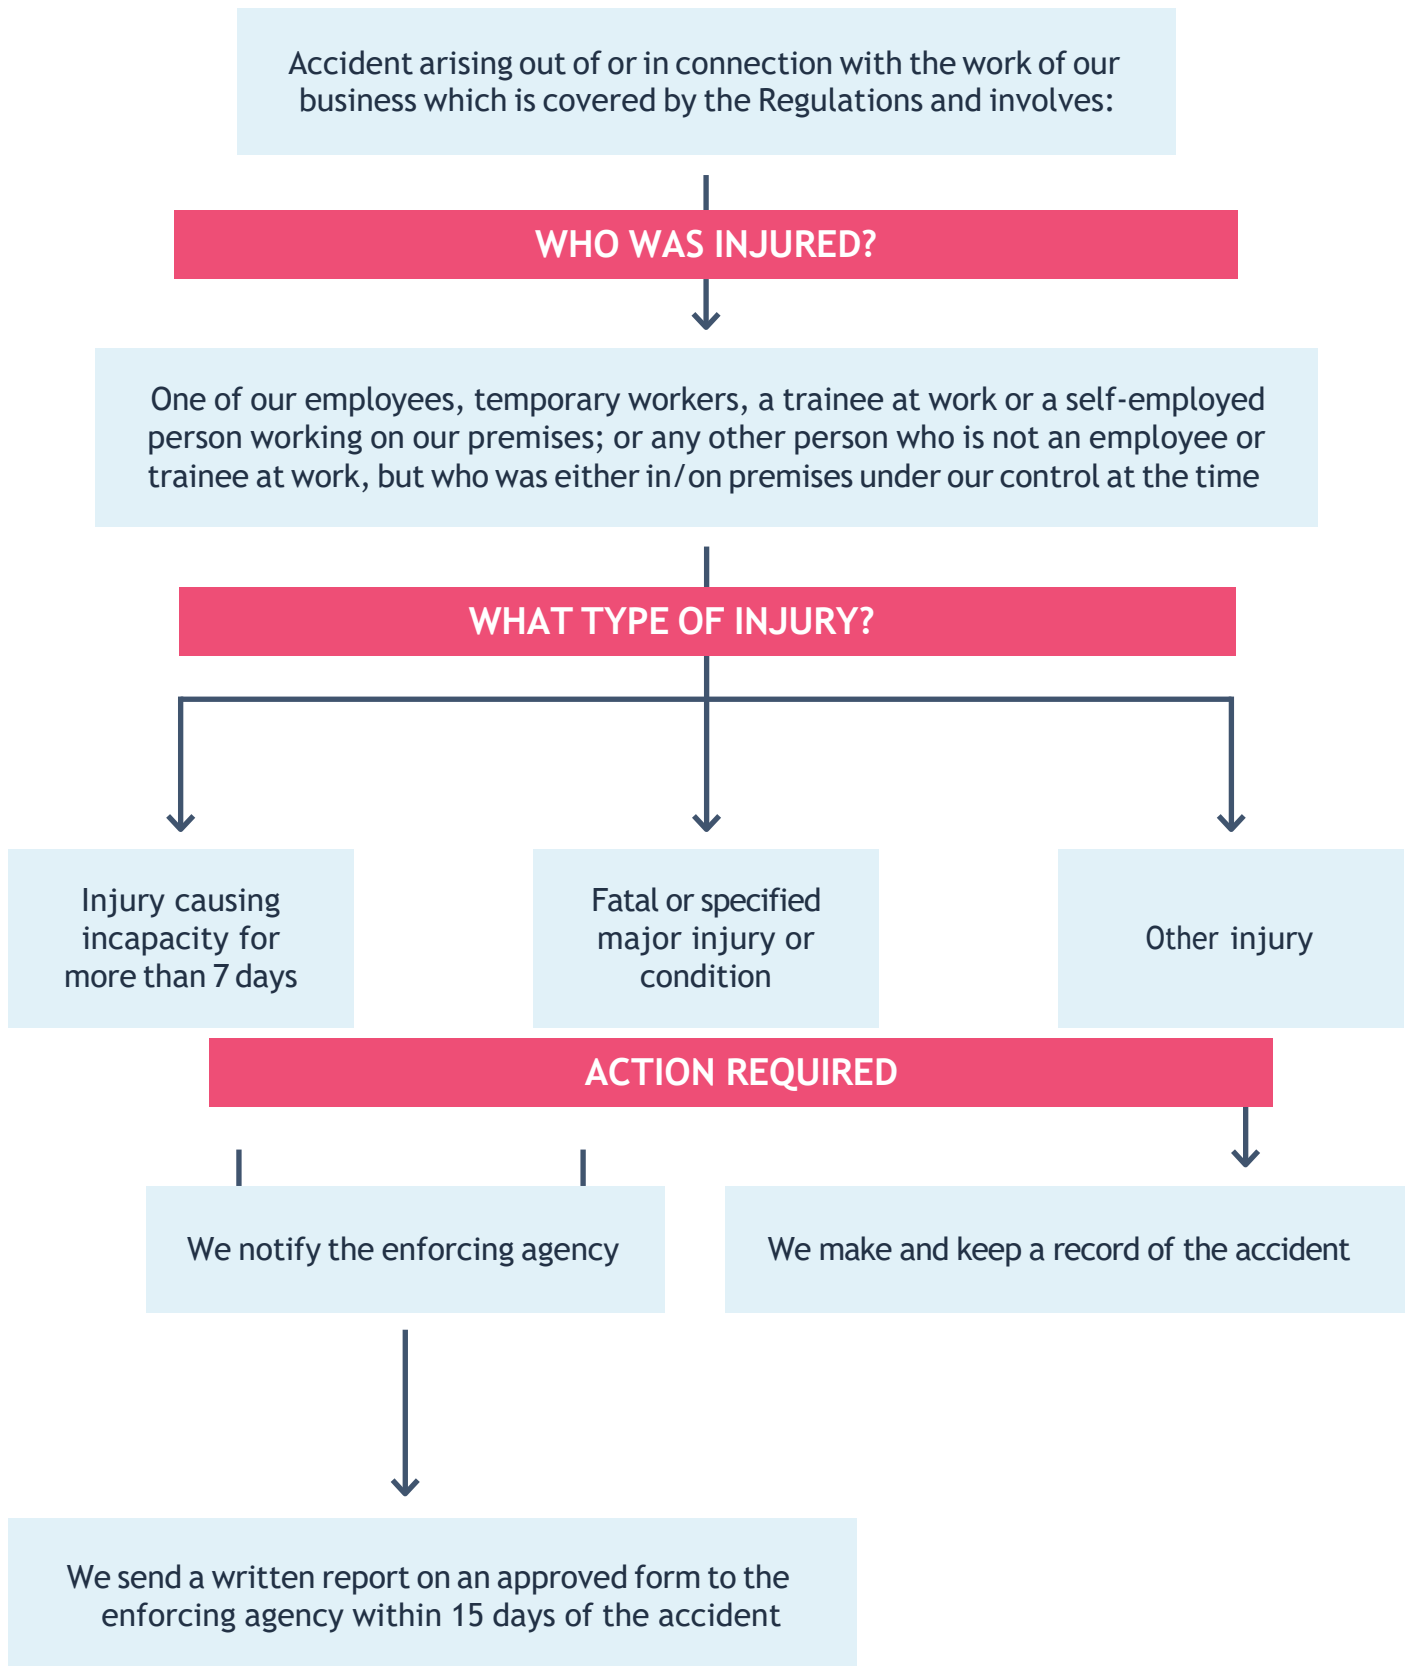 Accident arising out of or in connection with the work of our
business which is covered by the Regulations and involves:
WHO WAS INJURED?
One of our employees, temporary workers, a trainee at work or a self-employed
person working on our premises; or any other person who is not an employee or
trainee at work, but who was either in/on premises under our control at the time
WHAT TYPE OF INJURY?
Injury causing
incapacity for
more than 7 days
Fatal or specified
major injury or
condition
Other injury
ACTION REQUIRED
We notify the enforcing agency
We make and keep a record of the accident
We send a written report on an approved form to the
enforcing agency within 15 days of the accident